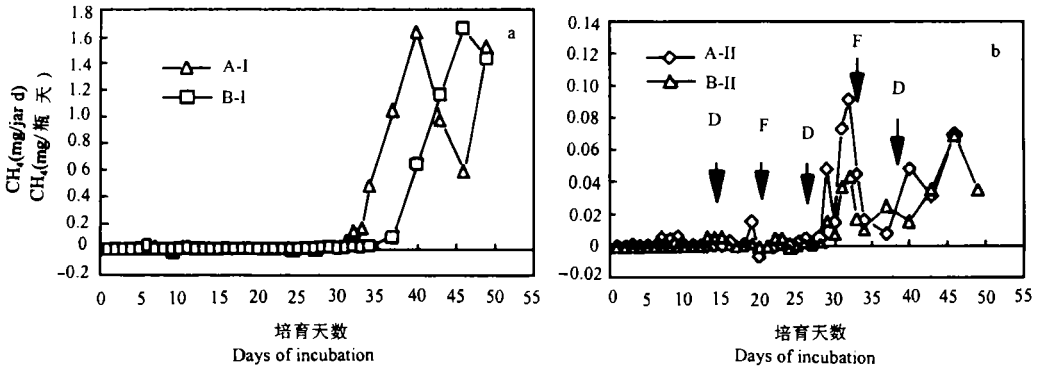 CH₄(mg/jar d)
CH₄(mg/瓶 天)
1.8
1.6
1.4
1.2
1.0
0.8
0.6
0.4
0.2
0
-0.2
a
A-I
B-I
0 5 10 15 20 25 30 35 40 45 50 55
培育天数
Days of incubation
0.14
0.12
0.10
0.08
0.06
0.04
0.02
0
-0.02
b
A-II
B-II
D
F
D
F
D
0 5 10 15 20 25 30 35 40 45 50 55
培育天数
Days of incubation